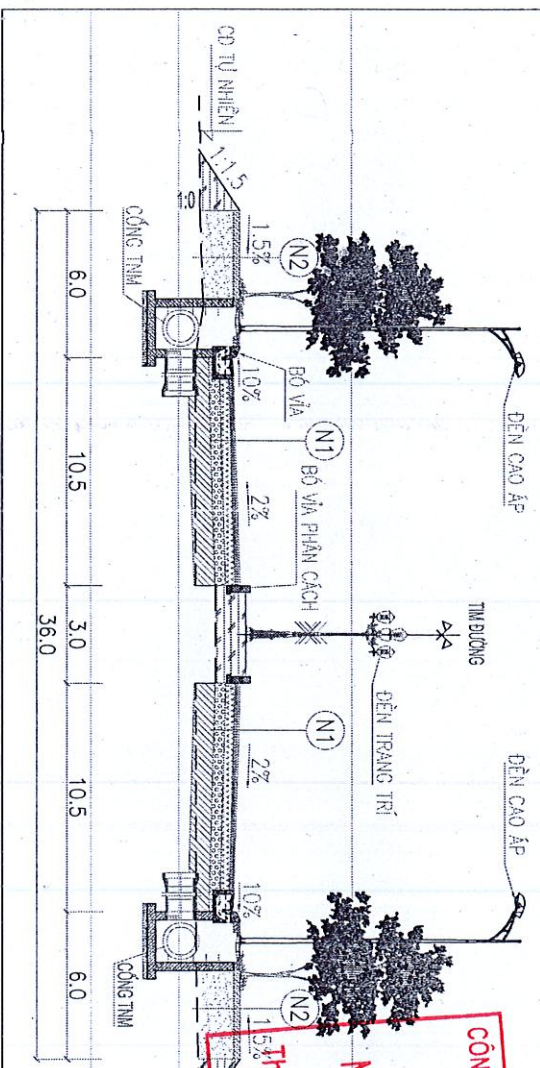 TIM ĐƯỜNG
ĐÈN CAO ÁP
ĐÈN CAO ÁP
ĐÈN TRANG TRÍ
BÓ VỈA PHÂN CÁCH
BÓ VỈA
CĐ TỰ NHIÊN
1:1.5
1:0
1.5%
N2
10%
N1
2%
N1
2%
10%
N2
1.5%
CỐNG TNM
CỐNG TNM
6.0
10.5
3.0
10.5
6.0
36.0
CÔN